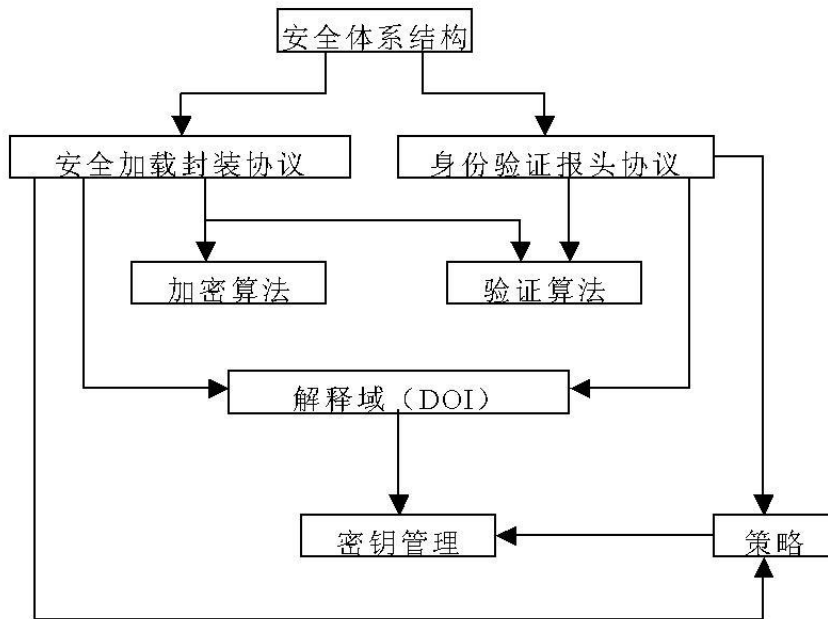 安全体系结构
安全加载封装协议
身份验证报头协议
加密算法
验证算法
解释域（DOI）
密钥管理
策略